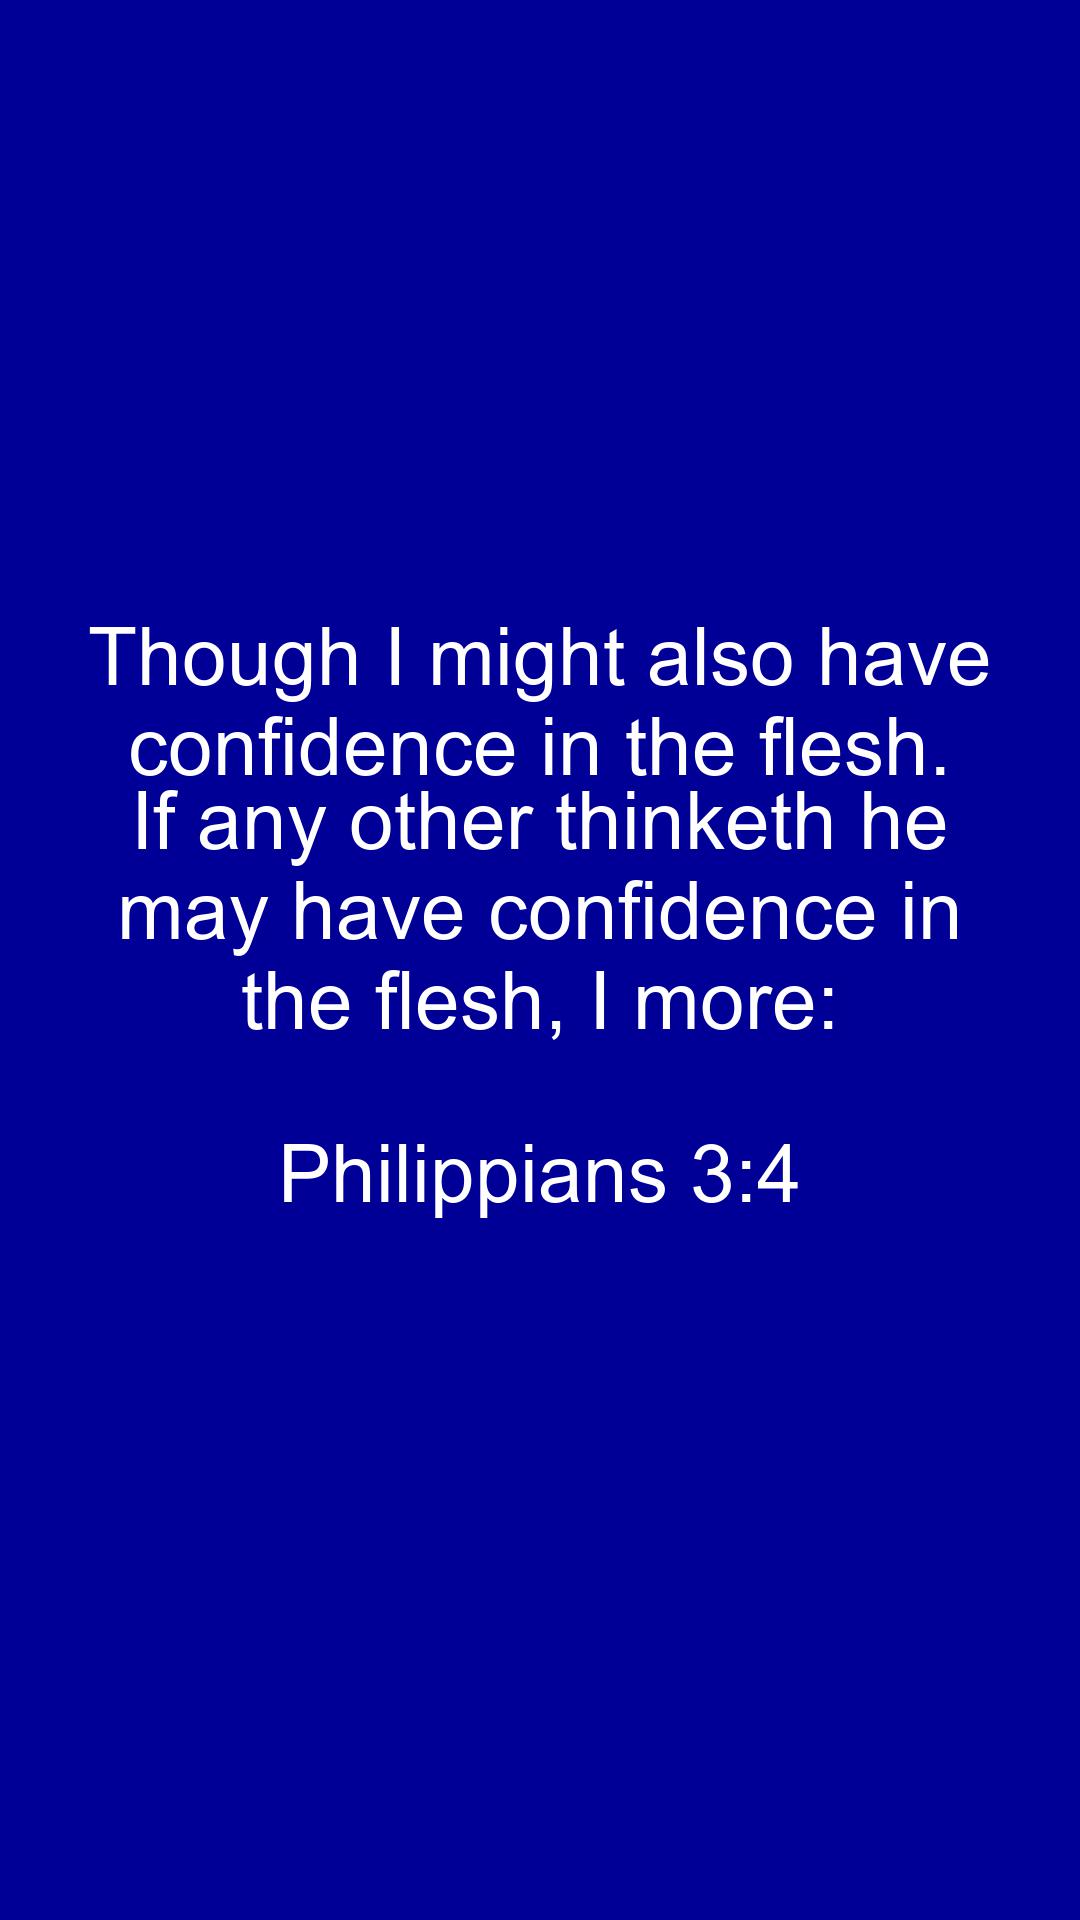 Though I might also have
confidence in the flesh.
If any other thinketh he
may have confidence in
the flesh, I more:
Philippians 3:4